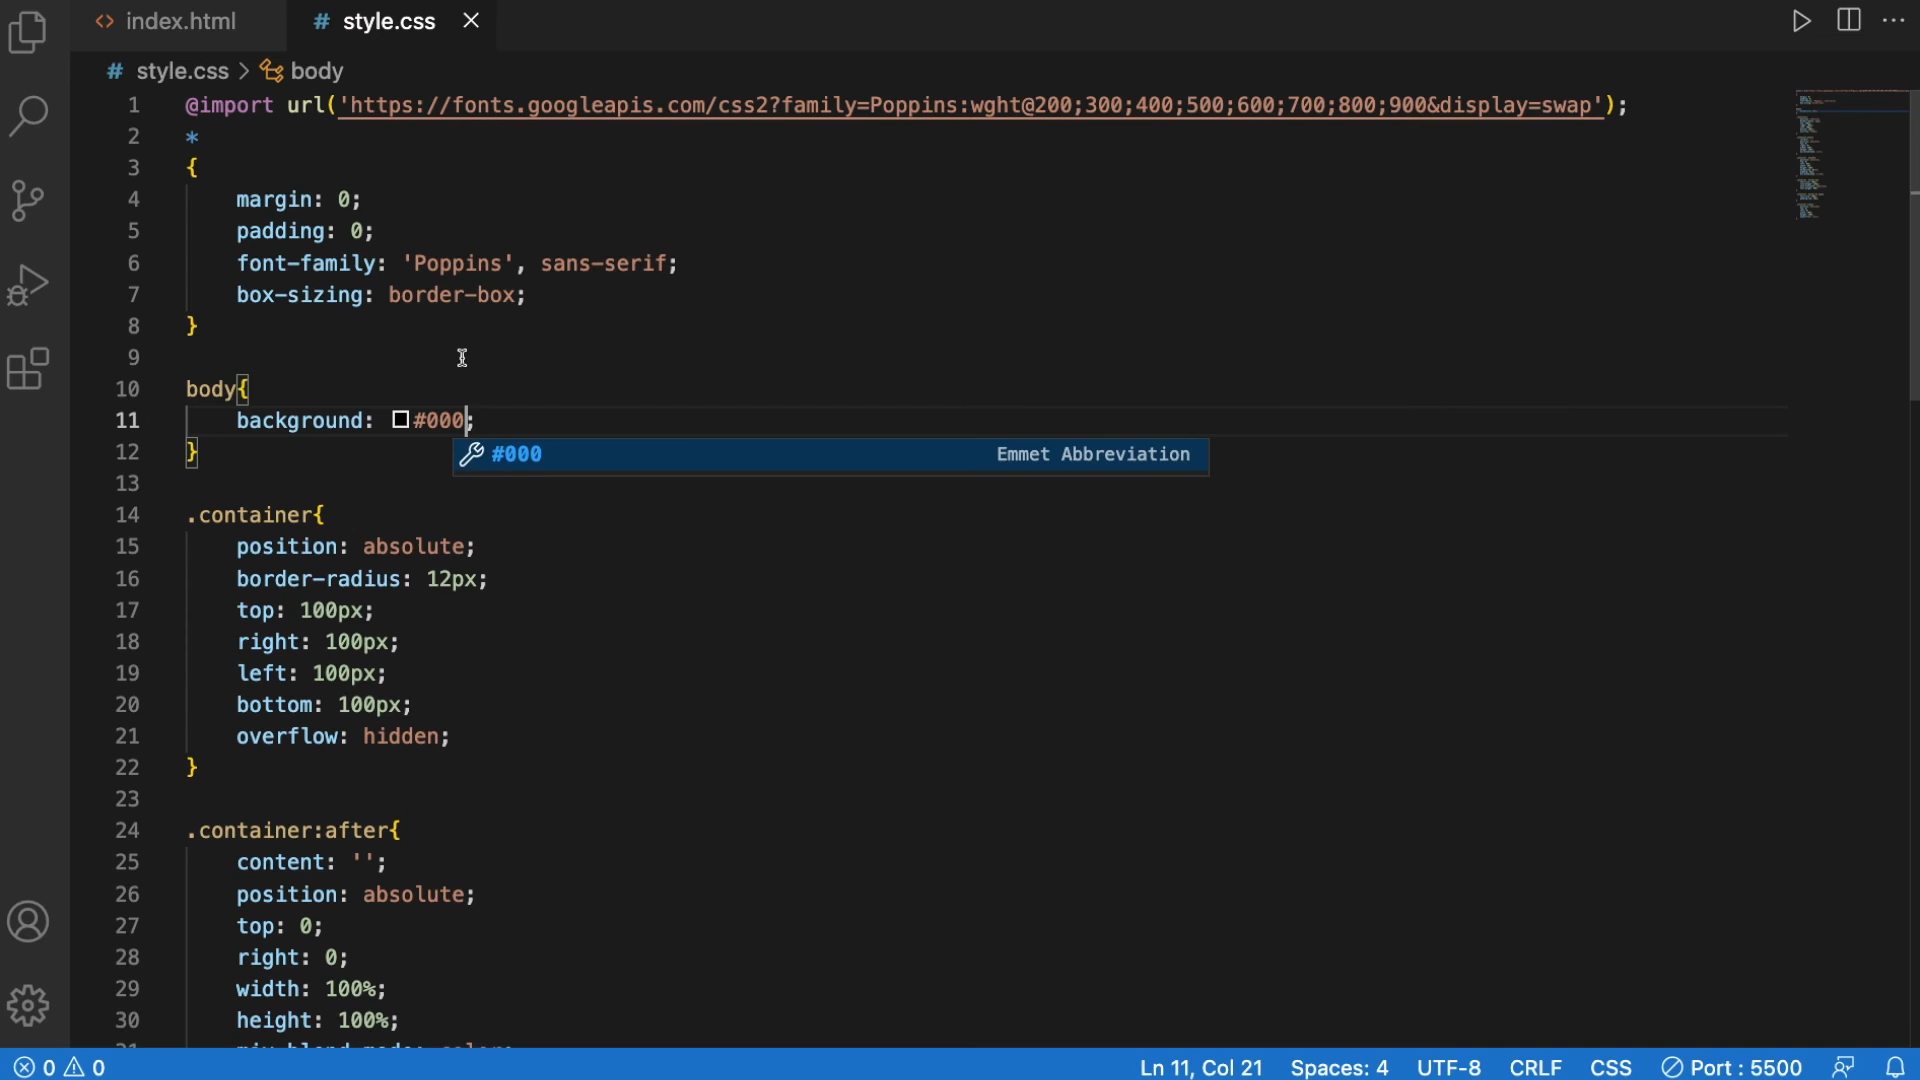 <> index.html # style.css ×
# style.css > body
1 @import url('https://fonts.googleapis.com/css2?family=Poppins:wght@200;300;400;500;600;700;800;900&display=swap');
2 *
3 {
4 margin: 0;
5 padding: 0;
6 font-family: 'Poppins', sans-serif;
7 box-sizing: border-box;
8 }
9
10 body{
11 background: #000;
12 }
#000 Emmet Abbreviation
13
14 .container{
15 position: absolute;
16 border-radius: 12px;
17 top: 100px;
18 right: 100px;
19 left: 100px;
20 bottom: 100px;
21 overflow: hidden;
22 }
23
24 .container:after{
25 content: '';
26 position: absolute;
27 top: 0;
28 right: 0;
29 width: 100%;
30 height: 100%;
31 mix-blend-mode: color;
0 0 Ln 11, Col 21 Spaces: 4 UTF-8 CRLF CSS Port : 5500